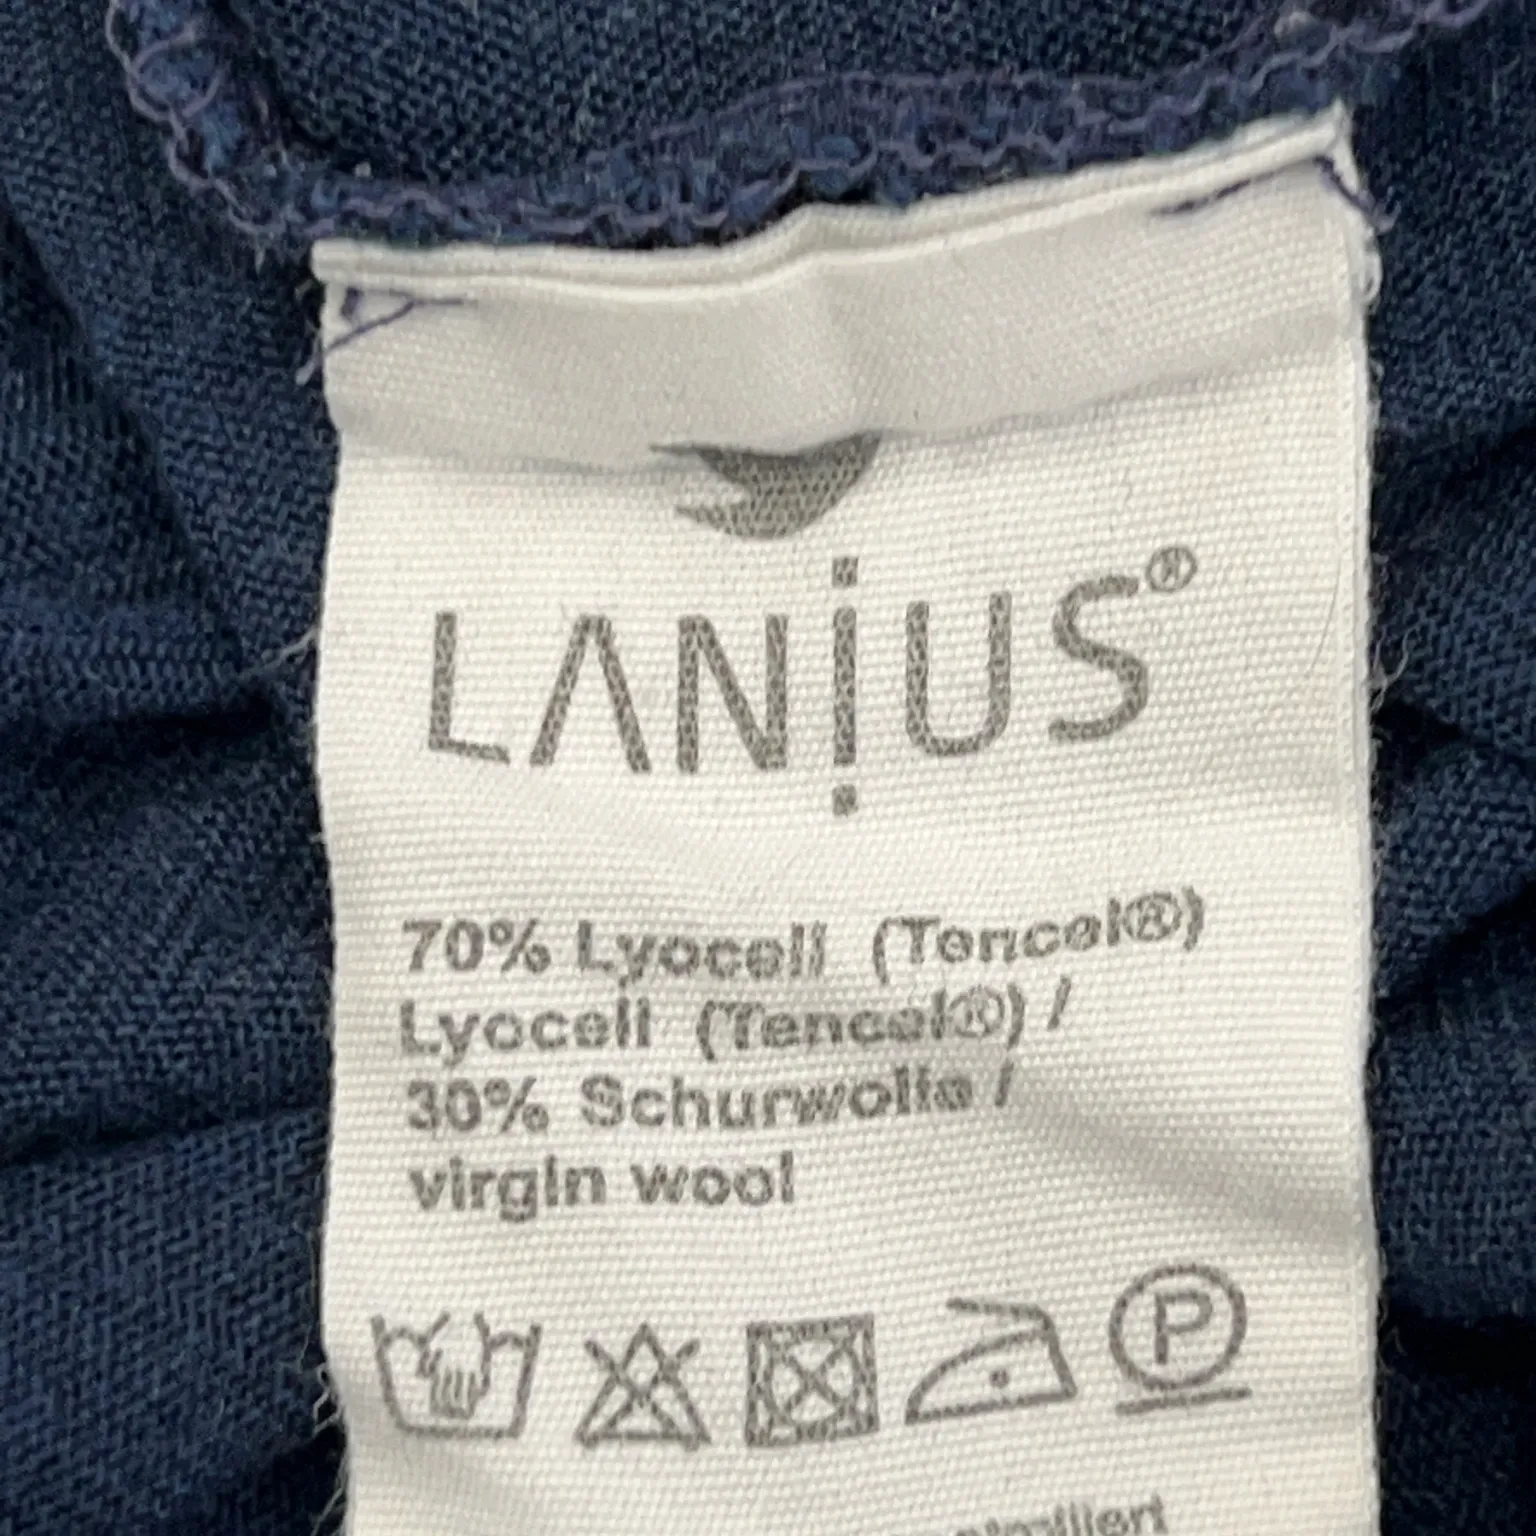 LANiUS®
70% Lyocell (Tencel®)
Lyocell (Tencel®) /
30% Schurwolle /
virgin wool
P